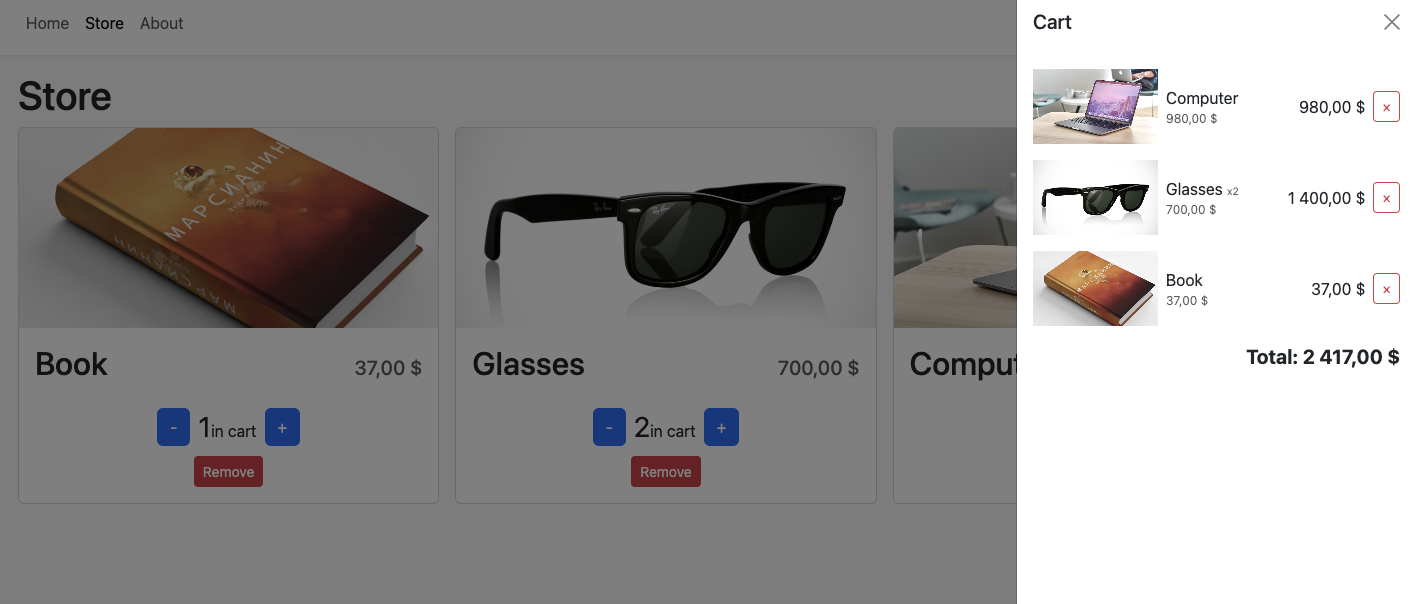 Home Store About
Store
МАРСИАНИН
МАРСИАНИН
Ray-Ban
Book
37,00 $
- 1in cart +
Remove
Glasses
700,00 $
- 2in cart +
Remove
Comput
Cart
Computer
980,00 $
980,00 $
×
Glasses x2
700,00 $
1 400,00 $
×
МАРСИАНИН
Book
37,00 $
37,00 $
×
Total: 2 417,00 $